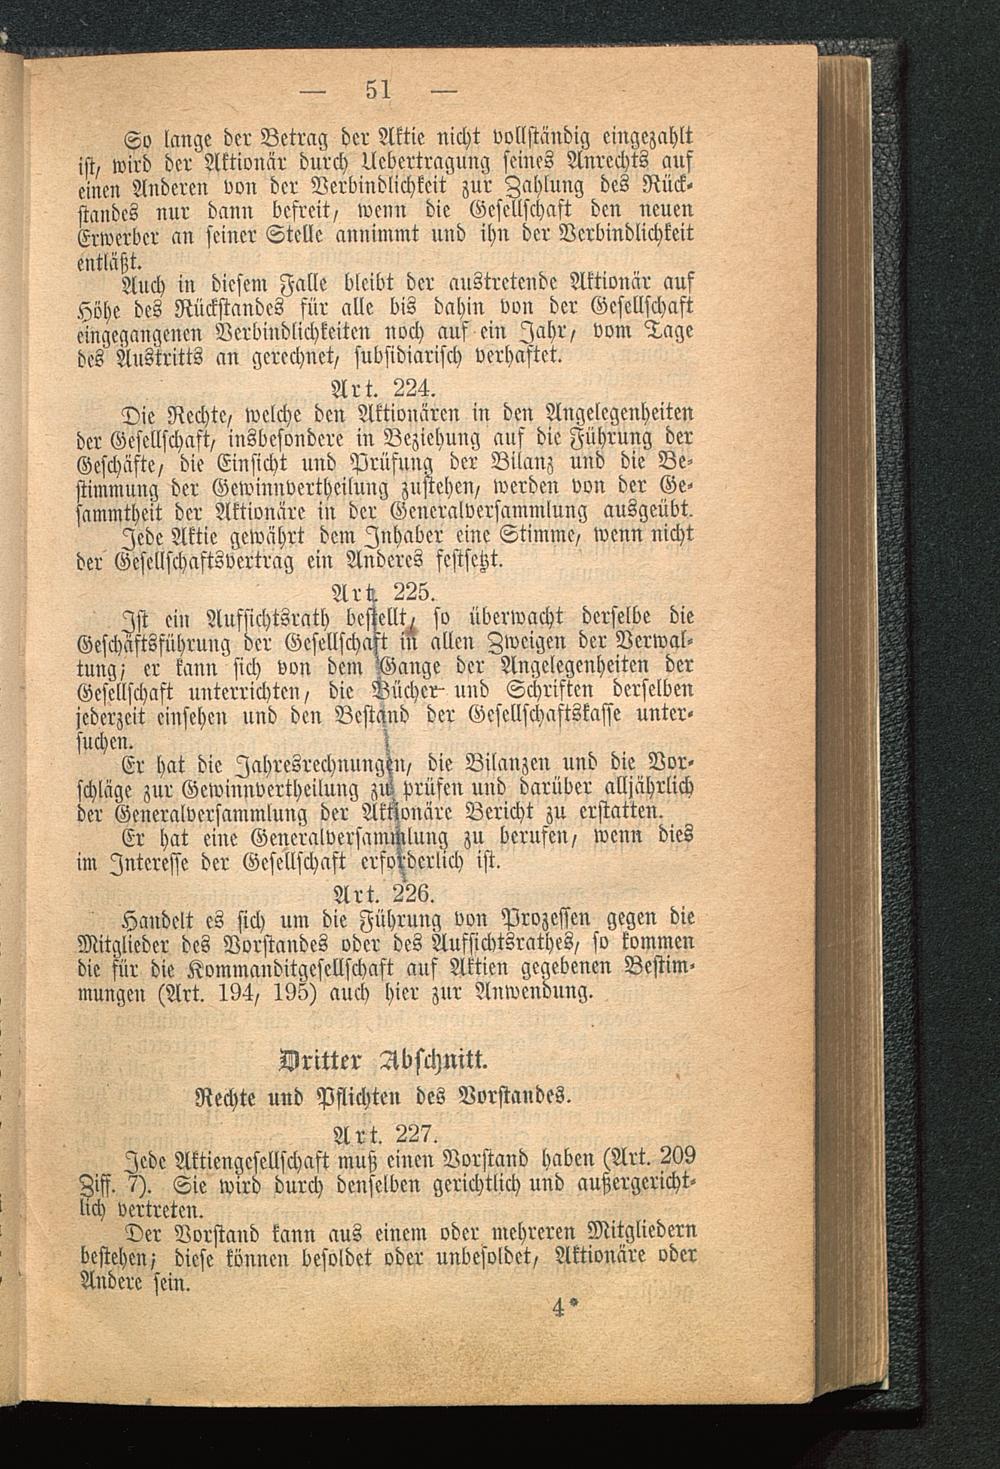 — 51 —
So lange der Betrag der Aktie nicht vollständig eingezahlt
ist, wird der Aktionär durch Uebertragung seines Anrechts auf
einen Anderen von der Verbindlichkeit zur Zahlung des Rück-
standes nur dann befreit, wenn die Gesellschaft den neuen
Erwerber an seiner Stelle annimmt und ihn der Verbindlichkeit
entläßt.
Auch in diesem Falle bleibt der austretende Aktionär auf
Höhe des Rückstandes für alle bis dahin von der Gesellschaft
eingegangenen Verbindlichkeiten noch auf ein Jahr, vom Tage
des Austritts an gerechnet, subsidiarisch verhaftet.
Art. 224.
Die Rechte, welche den Aktionären in den Angelegenheiten
der Gesellschaft, insbesondere in Beziehung auf die Führung der
Geschäfte, die Einsicht und Prüfung der Bilanz und die Be-
stimmung der Gewinnvertheilung zustehen, werden von der Ge-
sammtheit der Aktionäre in der Generalversammlung ausgeübt.
Jede Aktie gewährt dem Inhaber eine Stimme, wenn nicht
der Gesellschaftsvertrag ein Anderes festsetzt.
Art. 225.
Ist ein Aufsichtsrath bestellt, so überwacht derselbe die
Geschäftsführung der Gesellschaft in allen Zweigen der Verwal-
tung; er kann sich von dem Gange der Angelegenheiten der
Gesellschaft unterrichten, die Bücher und Schriften derselben
jederzeit einsehen und den Bestand der Gesellschaftskasse unter-
suchen.
Er hat die Jahresrechnungen, die Bilanzen und die Vor-
schläge zur Gewinnvertheilung zu prüfen und darüber alljährlich
der Generalversammlung der Aktionäre Bericht zu erstatten.
Er hat eine Generalversammlung zu berufen, wenn dies
im Interesse der Gesellschaft erforderlich ist.
Art. 226.
Handelt es sich um die Führung von Prozessen gegen die
Mitglieder des Vorstandes oder des Aufsichtsrathes, so kommen
die für die Kommanditgesellschaft auf Aktien gegebenen Bestim-
mungen (Art. 194, 195) auch hier zur Anwendung.
Dritter Abschnitt.
Rechte und Pflichten des Vorstandes.
Art. 227.
Jede Aktiengesellschaft muß einen Vorstand haben (Art. 209
Ziff. 7). Sie wird durch denselben gerichtlich und außergericht-
lich vertreten.
Der Vorstand kann aus einem oder mehreren Mitgliedern
bestehen; diese können besoldet oder unbesoldet, Aktionäre oder
Andere sein.
4*